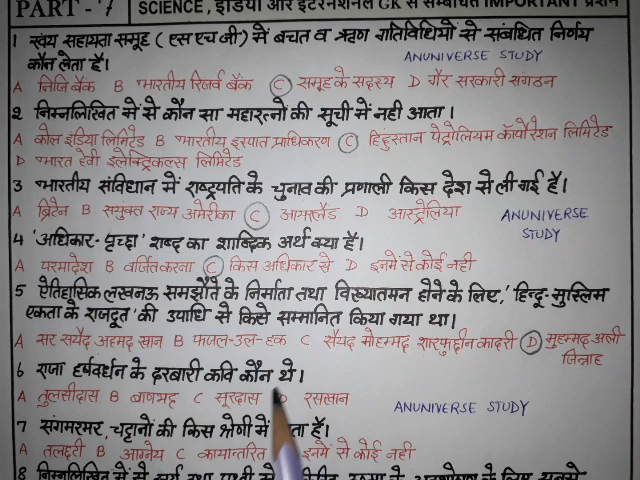 PART - 7 SCIENCE, इंडिया और इंटरनेशनल GK से सम्बंधित IMPORTANT प्रश्न
1 स्वयं सहायता समूह (एस एच जी) में बचत व ऋण गतिविधियों से संबंधित निर्णय
कौन लेता है। ANUNIVERSE STUDY
A निजि बैंक B भारतीय रिजर्व बैंक C समूह के सदस्य D गैर सरकारी संगठन
2 निम्नलिखित में से कौन सा महारत्नों की सूची में नही आता।
A कोल इंडिया लिमिटेड B भारतीय इस्पात प्राधिकरण C हिंदुस्तान पेट्रोलियम कॉर्पोरेशन लिमिटेड
D भारत हेवी इलेक्ट्रिकल्स लिमिटेड
3 भारतीय संविधान में राष्ट्रपति के चुनाव की प्रणाली किस देश से ली गई है।
A ब्रिटेन B संयुक्त राज्य अमेरीका C आयरलैंड D आस्ट्रेलिया ANUNIVERSE
STUDY
4 'अधिकार-पृच्छा' शब्द का शाब्दिक अर्थ क्या है।
A परमादेश B वर्जित करना C किस अधिकार से D इनमें से कोई नही
5 ऐतिहासिक लखनऊ समझौते के निर्माता तथा विख्यातमन होने के लिए, 'हिन्दू-मुस्लिम
एकता के राजदूत' की उपाधि से किसे सम्मानित किया गया था।
A सर सयैद अहमद खान B फजल-उल-हक C सैयद मोहम्मद शारफुद्दीन कादरी D मुहम्मद अली
जिन्नाह
6 राजा हर्षवर्धन के दरबारी कवि कौन थे।
A तुलसीदास B बाणभट्ट C सूरदास D रसखान ANUNIVERSE STUDY
7 संगमरमर, चट्टानों की किस श्रेणी में है।
A तलछटी B आग्नेय C कायान्तरित इनमें से कोई नही
8 निम्नलिखित में से